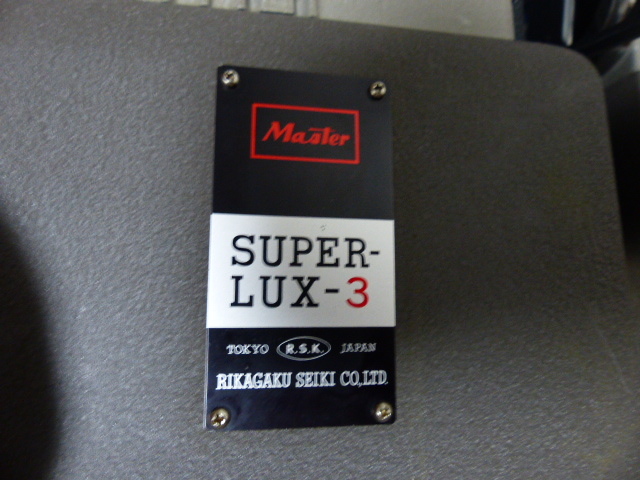 Master
SUPER-
LUX-3
TOKYO R.S.K. JAPAN
RIKAGAKU SEIKI CO.,LTD.